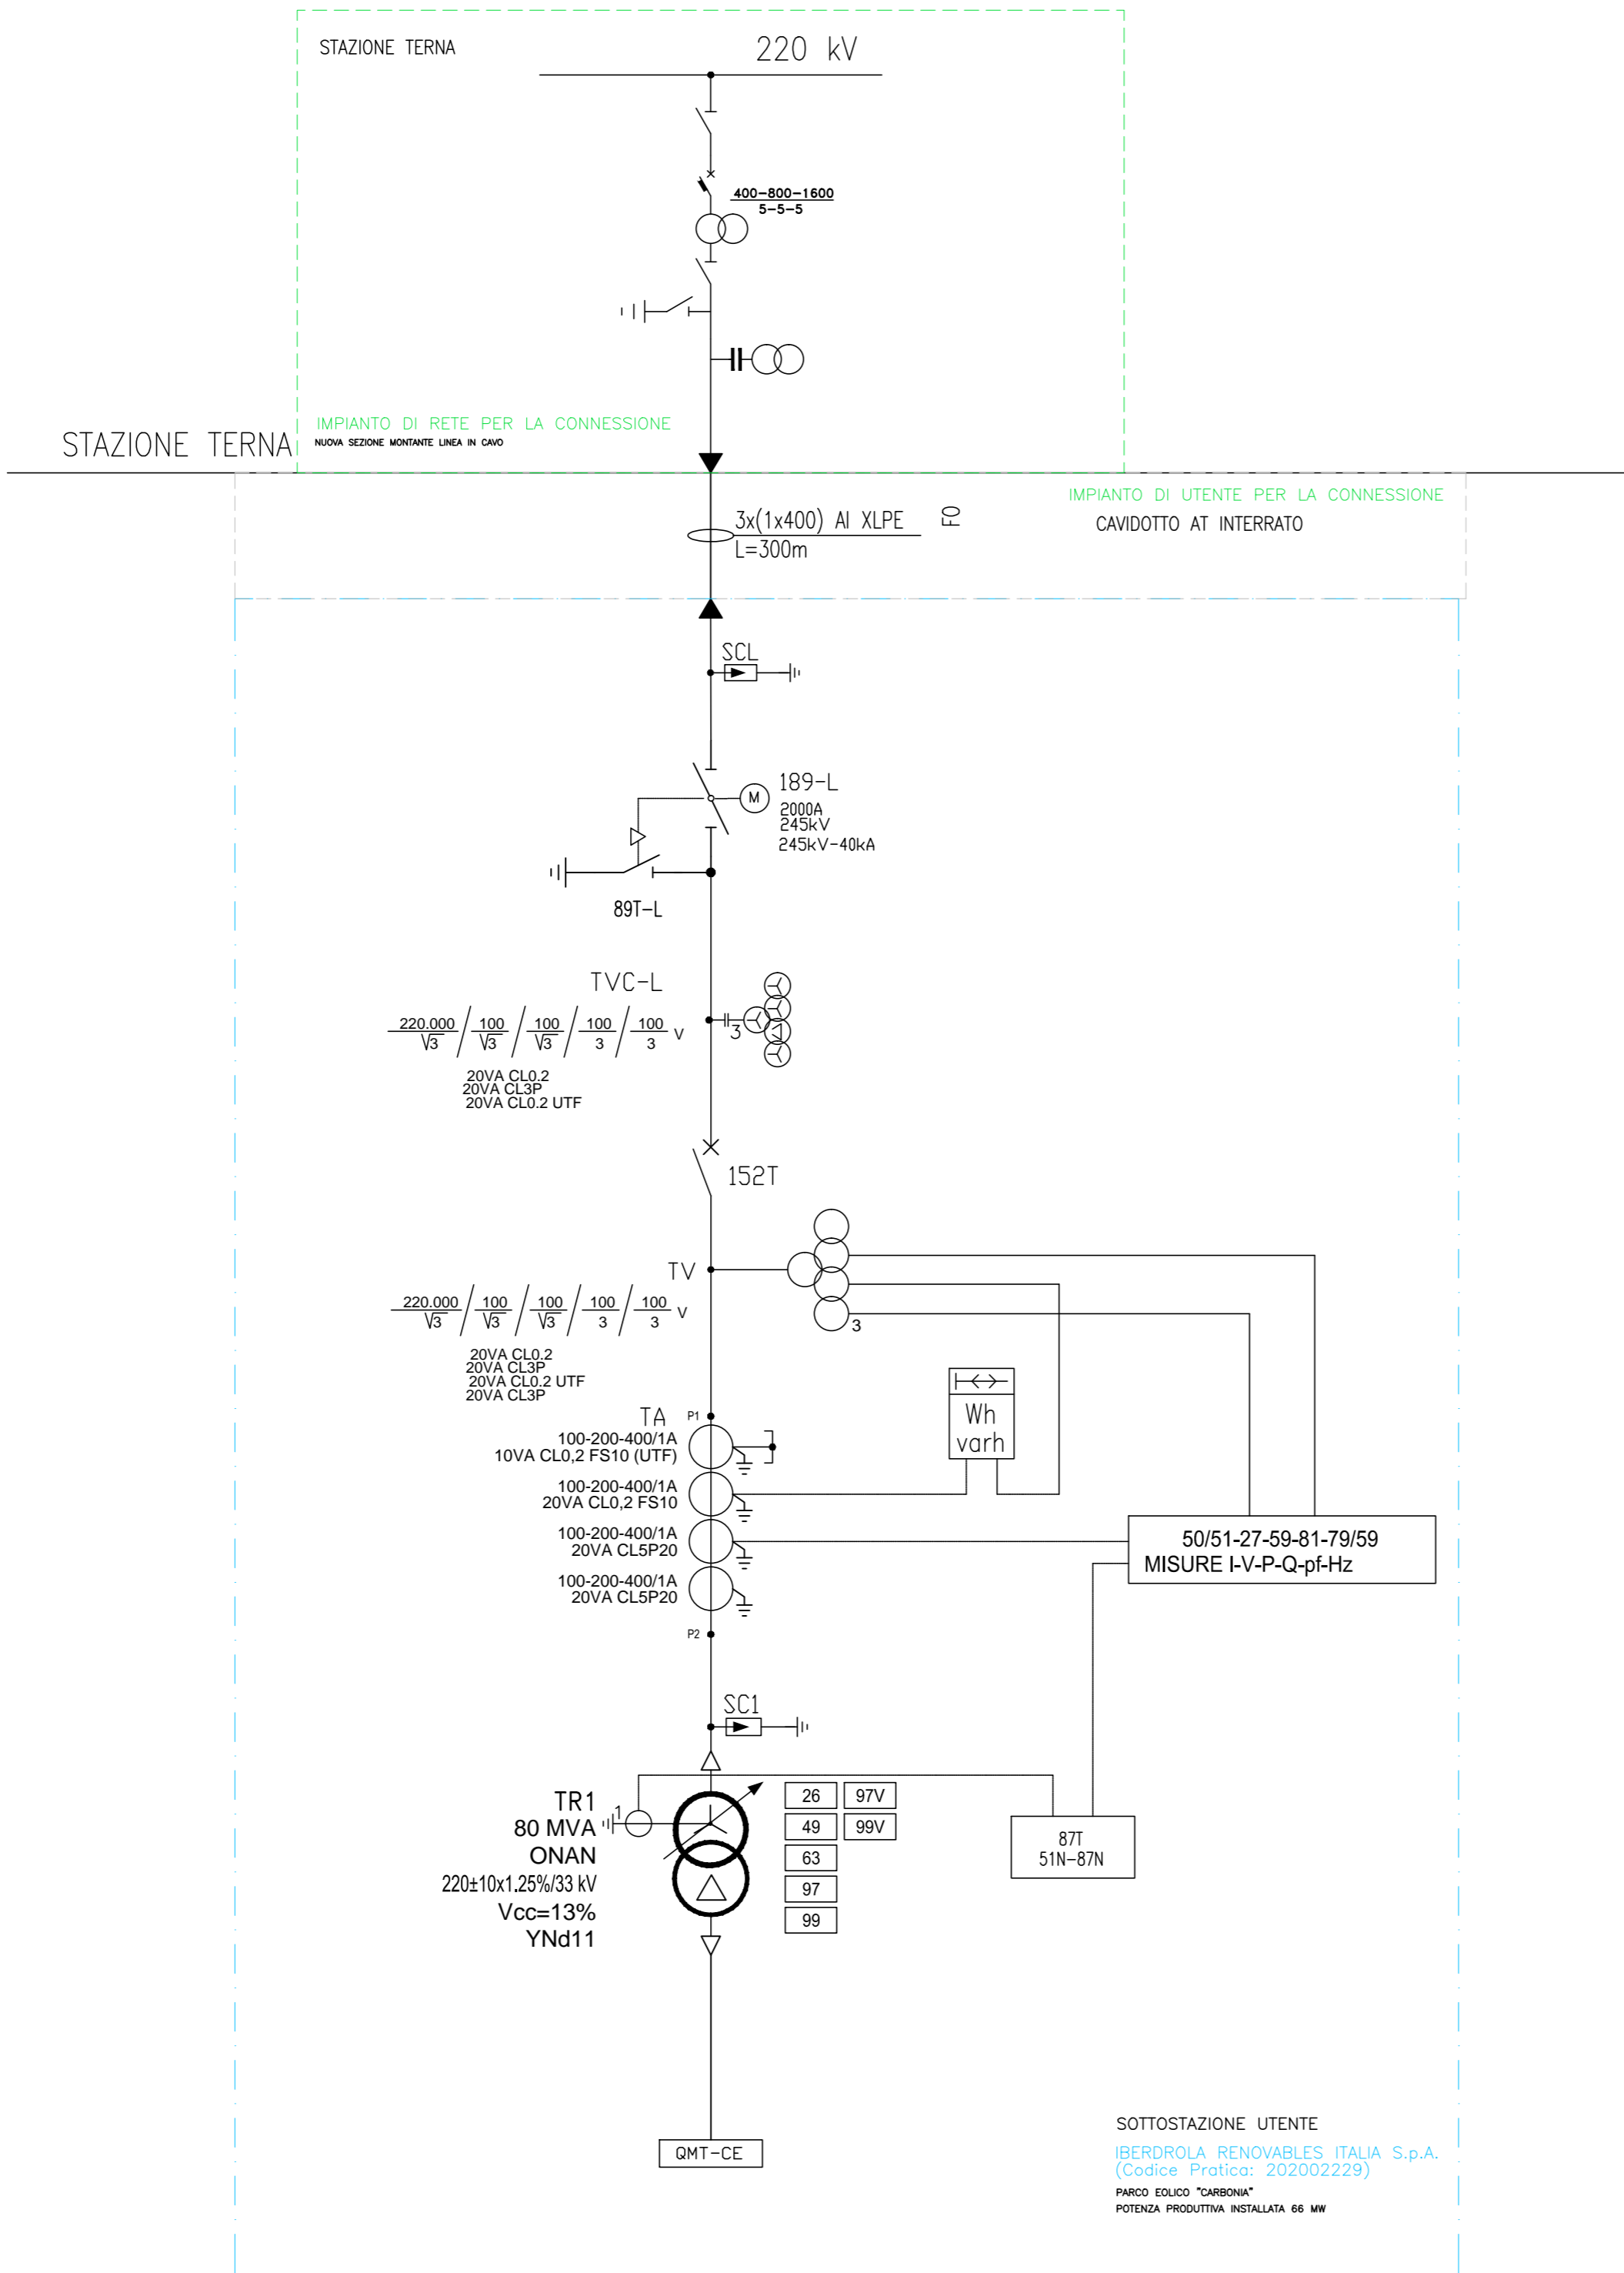 STAZIONE TERNA
220 kV
400-800-1600
5-5-5
IMPIANTO DI RETE PER LA CONNESSIONE
NUOVA SEZIONE MONTANTE LINEA IN CAVO
STAZIONE TERNA
IMPIANTO DI UTENTE PER LA CONNESSIONE
CAVIDOTTO AT INTERRATO
3x(1x400) Al XLPE
L=300m
FO
SCL
189-L
M
2000A
245kV
245kV-40kA
89T-L
TVC-L
220.000/√3 / 100/√3 / 100/√3 / 100/3 / 100/3 V
3
20VA CL0.2
20VA CL3P
20VA CL0.2 UTF
152T
TV
220.000/√3 / 100/√3 / 100/√3 / 100/3 / 100/3 V
3
20VA CL0.2
20VA CL3P
20VA CL0.2 UTF
20VA CL3P
TA
P1
100-200-400/1A
10VA CL0,2 FS10 (UTF)
Wh
varh
100-200-400/1A
20VA CL0,2 FS10
100-200-400/1A
20VA CL5P20
50/51-27-59-81-79/59
MISURE I-V-P-Q-pf-Hz
100-200-400/1A
20VA CL5P20
P2
SC1
TR1
80 MVA
ONAN
220±10x1.25%/33 kV
Vcc=13%
YNd11
1
26
97V
49
99V
63
97
99
87T
51N-87N
QMT-CE
SOTTOSTAZIONE UTENTE
IBERDROLA RENOVABLES ITALIA S.p.A.
(Codice Pratica: 202002229)
PARCO EOLICO "CARBONIA"
POTENZA PRODUTTIVA INSTALLATA 66 MW